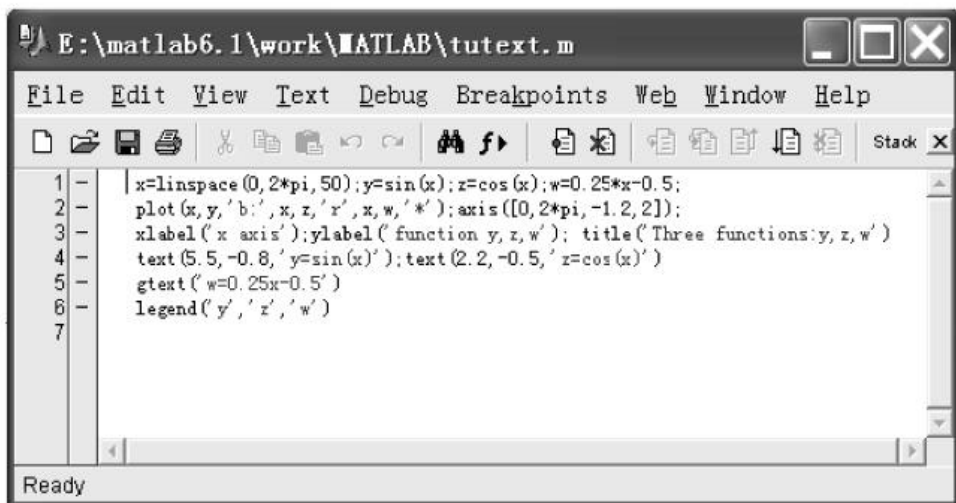 E:\matlab6.1\work\MATLAB\tutext.m
File Edit View Text Debug Breakpoints Web Window Help
Stack
1 - x=linspace(0,2*pi,50);y=sin(x);z=cos(x);w=0.25*x-0.5;
2 - plot(x,y,'b:',x,z,'r',x,w,'*');axis([0,2*pi,-1.2,2]);
3 - xlabel('x axis');ylabel('function y,z,w'); title('Three functions:y,z,w')
4 - text(5.5,-0.8,'y=sin(x)');text(2.2,-0.5,'z=cos(x)')
5 - gtext('w=0.25x-0.5')
6 - legend('y','z','w')
7
Ready